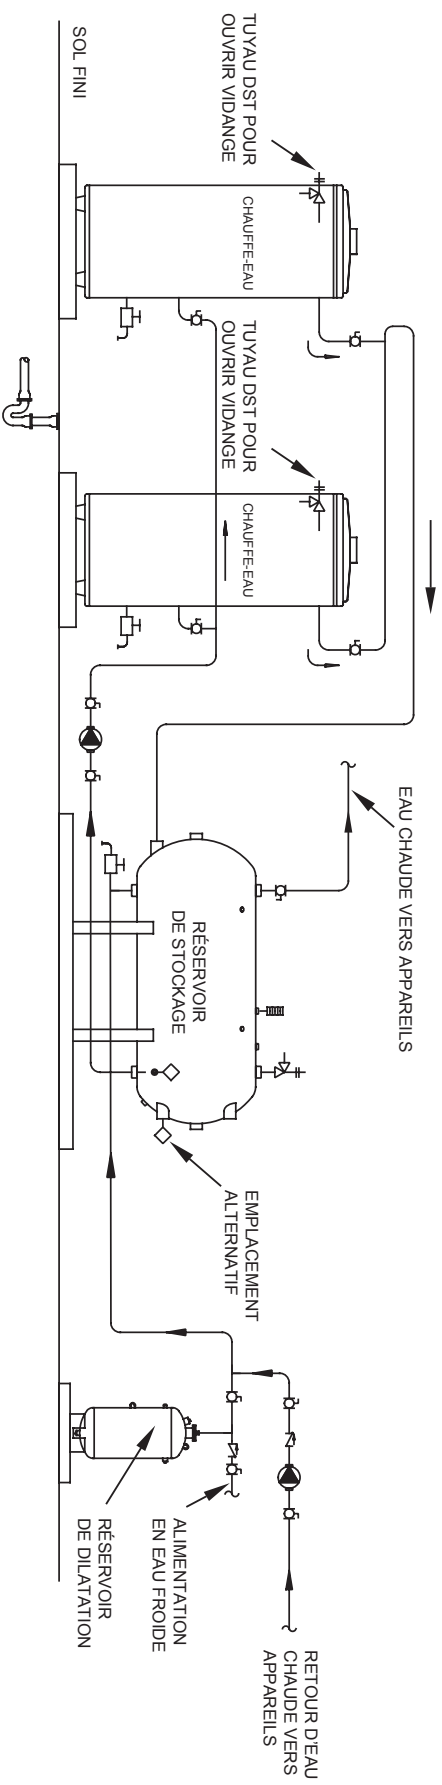 TUYAU DST POUR
OUVRIR VIDANGE
SOL FINI
CHAUFFE-EAU
TUYAU DST POUR
OUVRIR VIDANGE
CHAUFFE-EAU
EAU CHAUDE VERS APPAREILS
RÉSERVOIR
DE STOCKAGE
EMPLACEMENT
ALTERNATIF
ALIMENTATION
EN EAU FROIDE
RÉSERVOIR
DE DILATATION
RETOUR D'EAU
CHAUDE VERS
APPAREILS